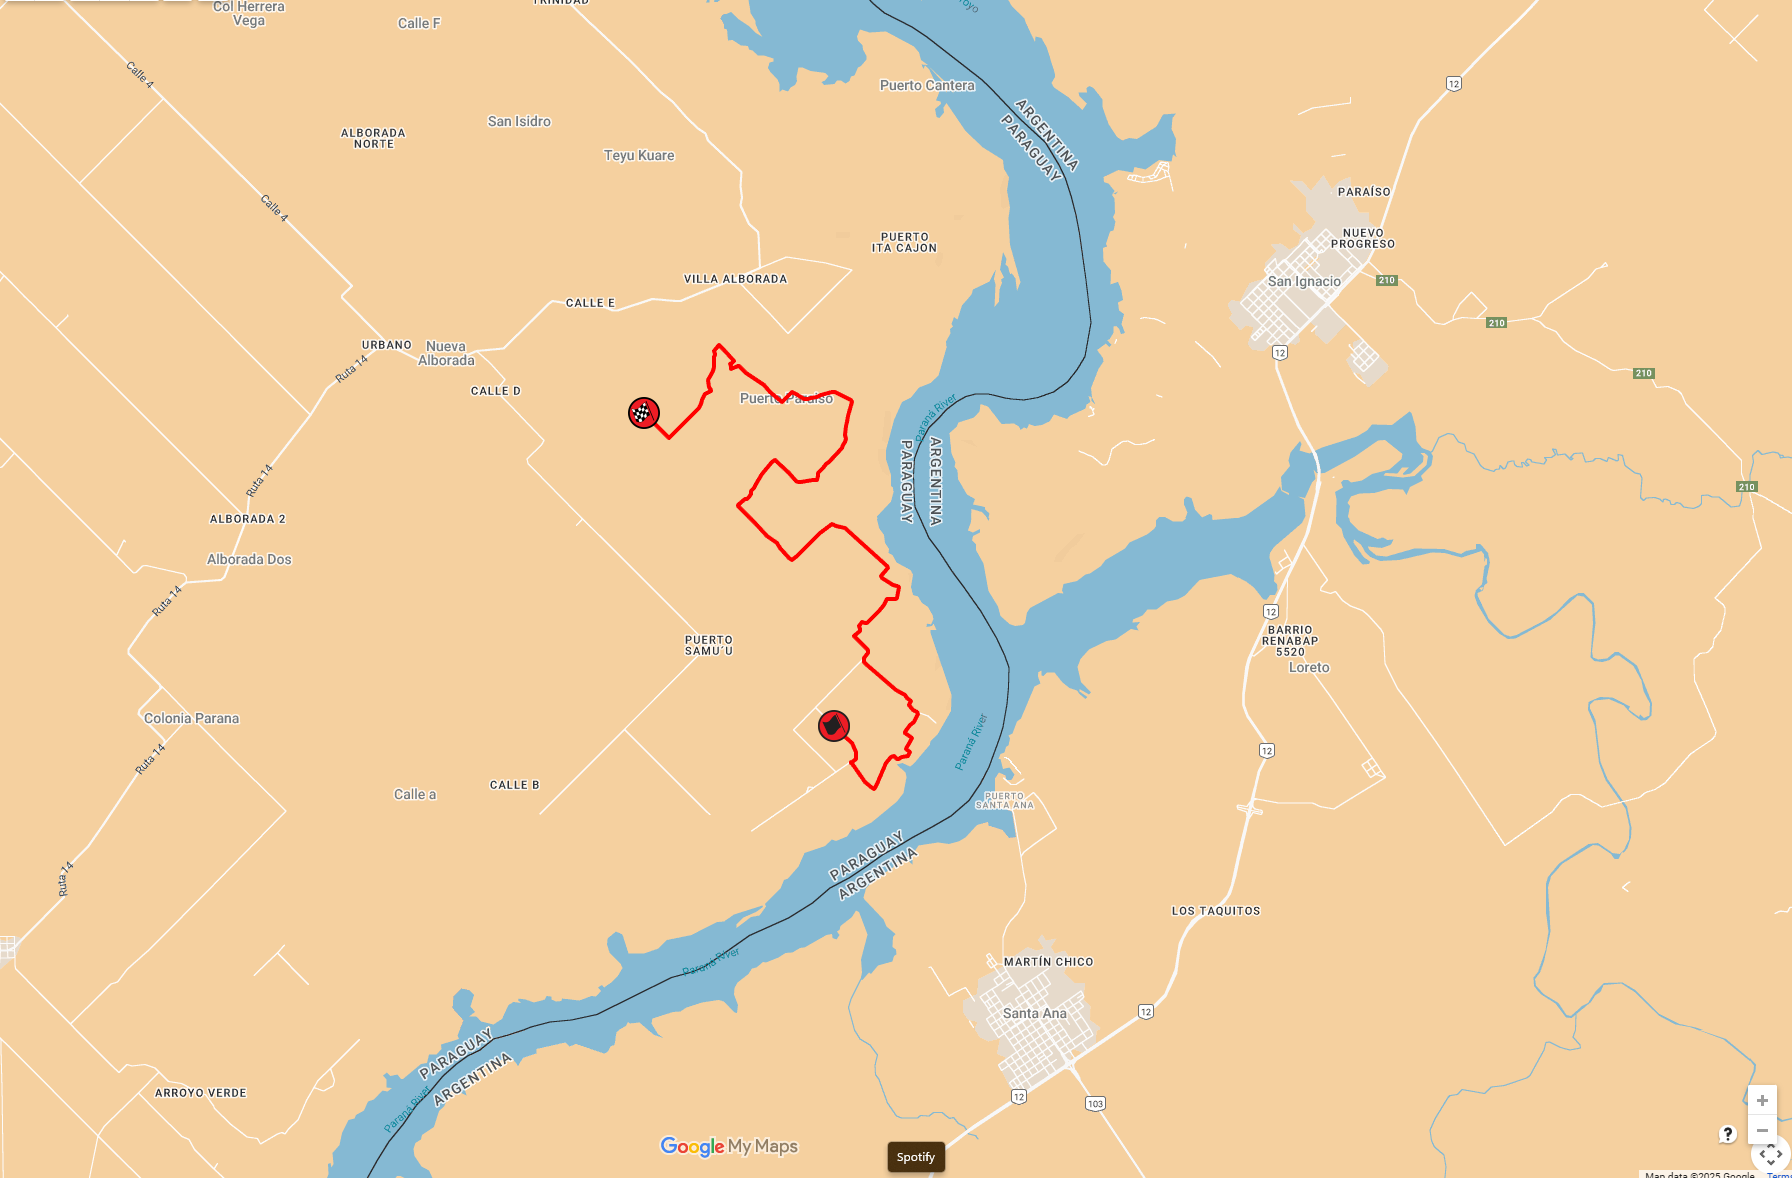 TRINIDAD
Col Herrera
Vega
Calle F
Arroyo
Calle 4
Puerto Cantera
12
ARGENTINA
PARAGUAY
San Isidro
ALBORADA
NORTE
Teyu Kuare
PARAÍSO
Calle 4
PUERTO
ITA CAJON
NUEVO
PROGRESO
VILLA ALBORADA
San Ignacio
210
CALLE E
210
URBANO
Nueva
Alborada
12
Ruta 14
210
CALLE D
Puerto Paraíso
Paraná River
PARAGUAY
ARGENTINA
Ruta 14
210
ALBORADA 2
Alborada Dos
Ruta 14
12
PUERTO
SAMU´U
BARRIO
RENABAP
5520
Loreto
Colonia Parana
Paraná River
Ruta 14
12
CALLE B
Calle a
PUERTO
SANTA ANA
PARAGUAY
ARGENTINA
Ruta 14
LOS TAQUITOS
Paraná River
MARTÍN CHICO
Santa Ana
12
PARAGUAY
ARGENTINA
Paraná River
ARROYO VERDE
12
103
Google My Maps
Spotify
?
Map data ©2025 Google
Terms